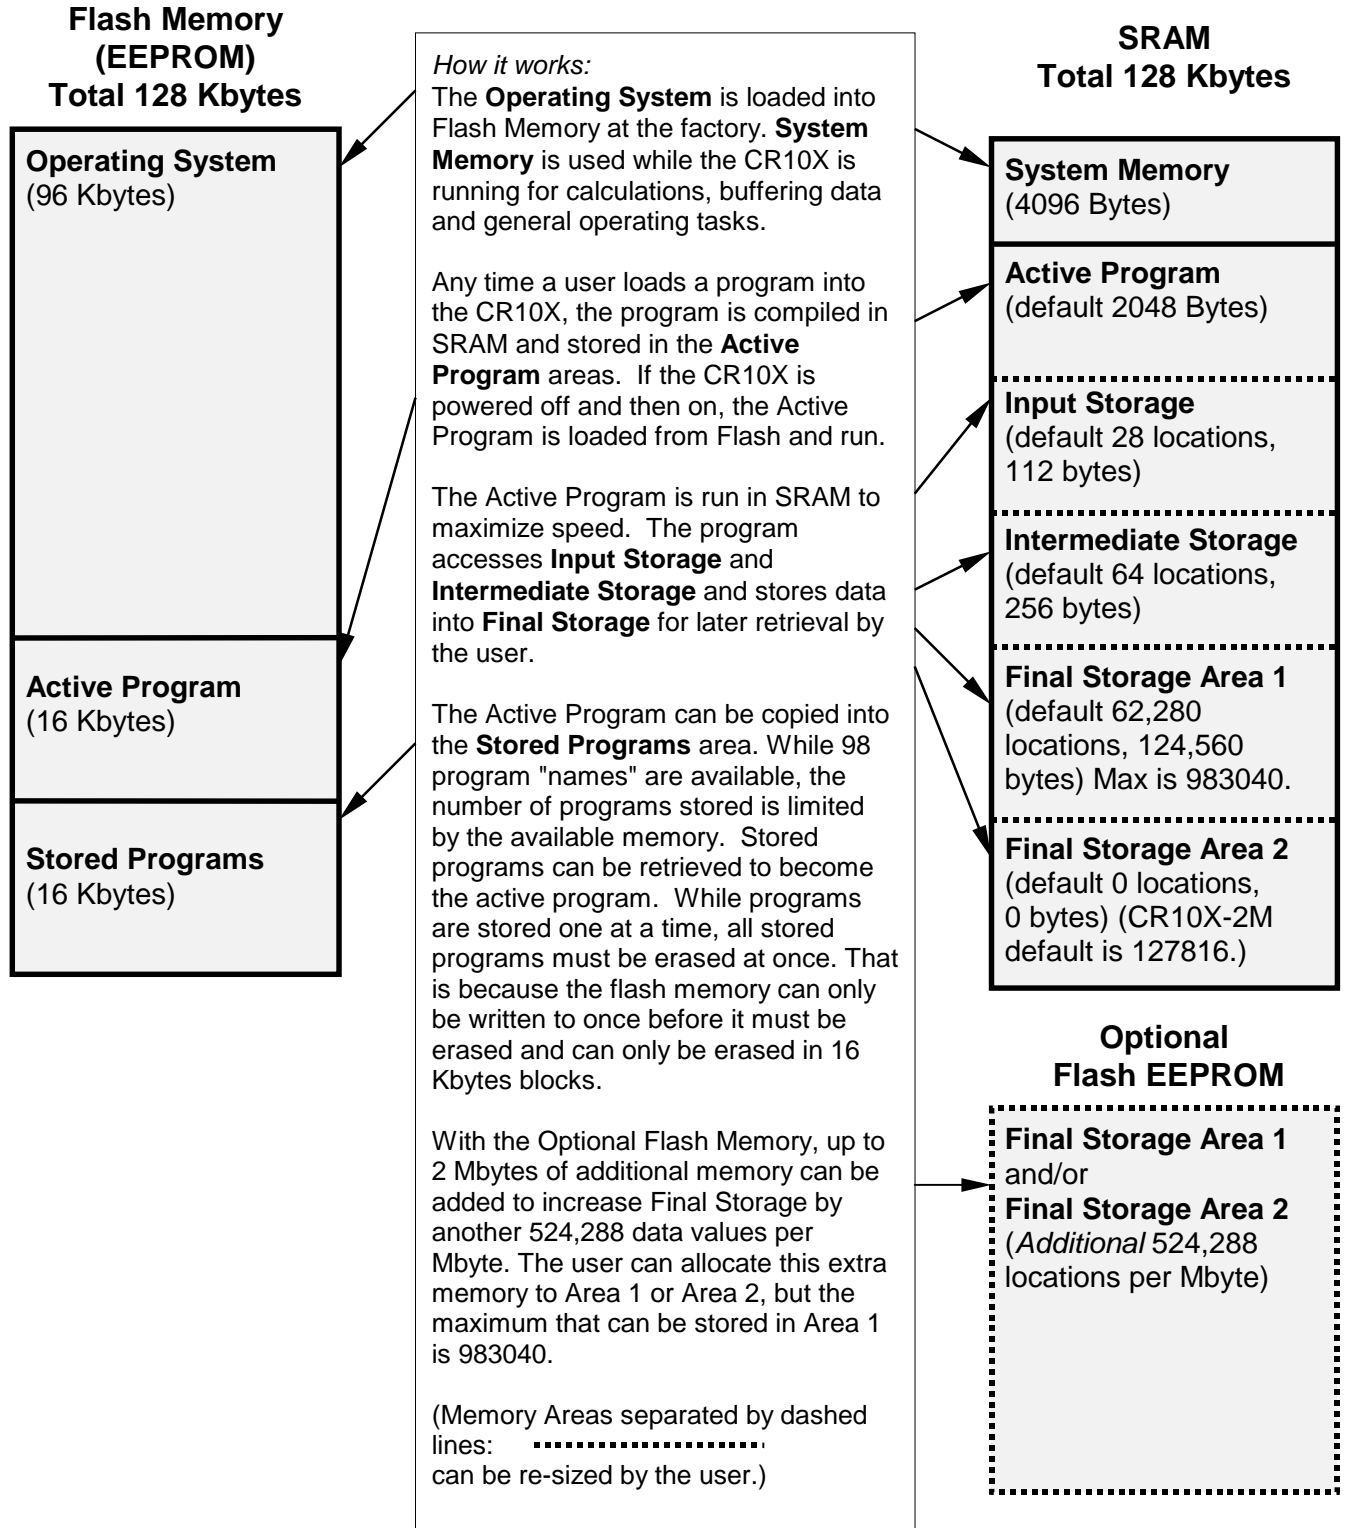 Flash Memory
(EEPROM)
Total 128 Kbytes
Operating System
(96 Kbytes)
Active Program
(16 Kbytes)
Stored Programs
(16 Kbytes)
How it works:
The Operating System is loaded into
Flash Memory at the factory. System
Memory is used while the CR10X is
running for calculations, buffering data
and general operating tasks.
Any time a user loads a program into
the CR10X, the program is compiled in
SRAM and stored in the Active
Program areas.  If the CR10X is
powered off and then on, the Active
Program is loaded from Flash and run.
The Active Program is run in SRAM to
maximize speed.  The program
accesses Input Storage and
Intermediate Storage and stores data
into Final Storage for later retrieval by
the user.
The Active Program can be copied into
the Stored Programs area. While 98
program "names" are available, the
number of programs stored is limited
by the available memory.  Stored
programs can be retrieved to become
the active program.  While programs
are stored one at a time, all stored
programs must be erased at once. That
is because the flash memory can only
be written to once before it must be
erased and can only be erased in 16
Kbytes blocks.
With the Optional Flash Memory, up to
2 Mbytes of additional memory can be
added to increase Final Storage by
another 524,288 data values per
Mbyte. The user can allocate this extra
memory to Area 1 or Area 2, but the
maximum that can be stored in Area 1
is 983040.
(Memory Areas separated by dashed
lines:
can be re-sized by the user.)
SRAM
Total 128 Kbytes
System Memory
(4096 Bytes)
Active Program
(default 2048 Bytes)
Input Storage
(default 28 locations,
112 bytes)
Intermediate Storage
(default 64 locations,
256 bytes)
Final Storage Area 1
(default 62,280
locations, 124,560
bytes) Max is 983040.
Final Storage Area 2
(default 0 locations,
0 bytes) (CR10X-2M
default is 127816.)
Optional
Flash EEPROM
Final Storage Area 1
and/or
Final Storage Area 2
(Additional 524,288
locations per Mbyte)